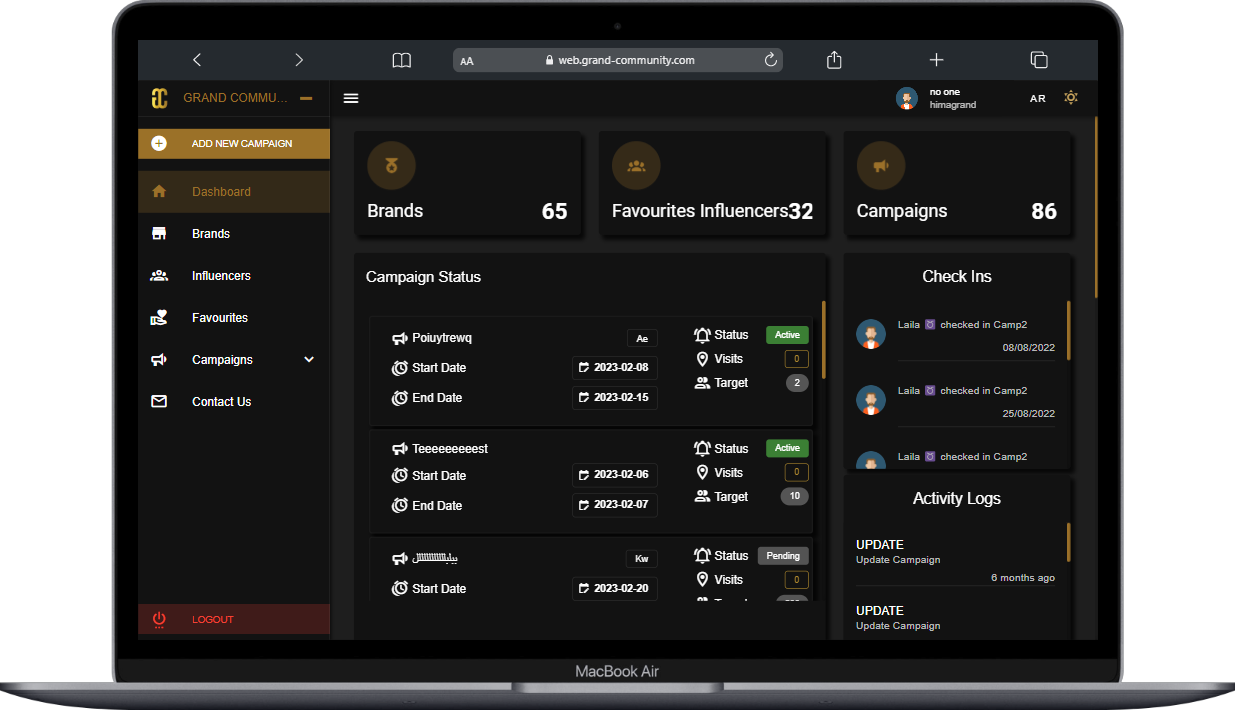 AA
web.grand-community.com
GRAND COMMU...
no one
himagrand
AR
ADD NEW CAMPAIGN
Dashboard
Brands
Influencers
Favourites
Campaigns
Contact Us
LOGOUT
Brands 65
Favourites Influencers 32
Campaigns 86
Campaign Status
Poiuytrewq Ae
Start Date 2023-02-08
End Date 2023-02-15
Status Active
Visits 0
Target 2
Teeeeeeeeest
Start Date 2023-02-06
End Date 2023-02-07
Status Active
Visits 0
Target 10
Kw
Start Date 2023-02-20
Status Pending
Visits 0
Check Ins
Laila checked in Camp2
08/08/2022
Laila checked in Camp2
25/08/2022
Laila checked in Camp2
Activity Logs
UPDATE
Update Campaign
6 months ago
UPDATE
Update Campaign
MacBook Air